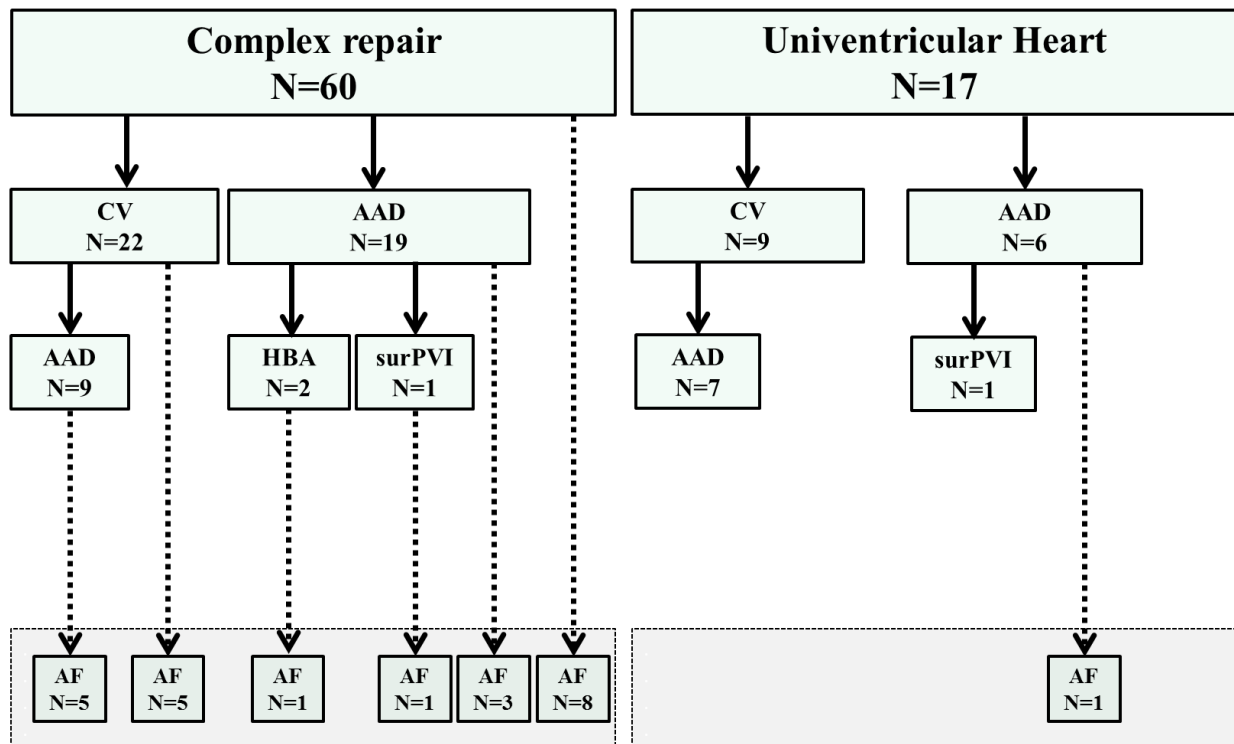 Complex repair
N=60
Univentricular Heart
N=17
CV
N=22
AAD
N=19
CV
N=9
AAD
N=6
AAD
N=9
HBA
N=2
surPVI
N=1
AAD
N=7
surPVI
N=1
AF
N=5
AF
N=5
AF
N=1
AF
N=1
AF
N=3
AF
N=8
AF
N=1